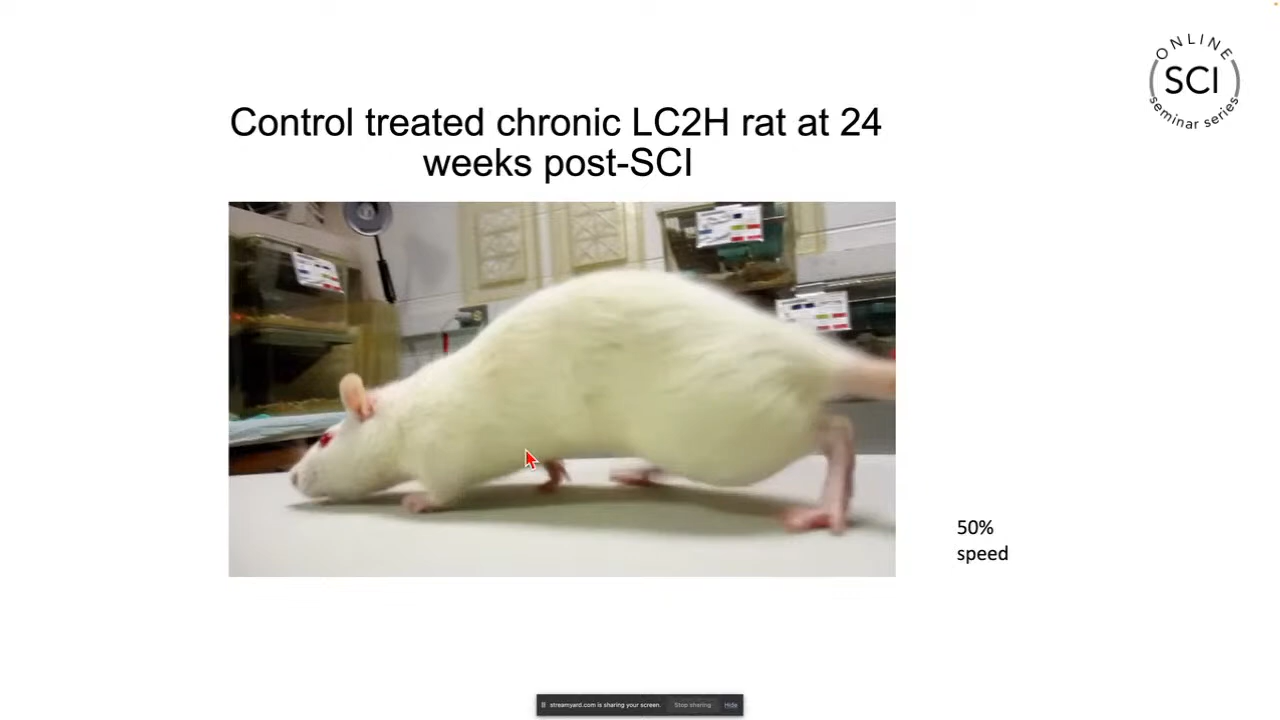 ONLINE
SCI
seminar series
Control treated chronic LC2H rat at 24
weeks post-SCI
50%
speed
streamyard.com is sharing your screen.
Stop sharing
Hide